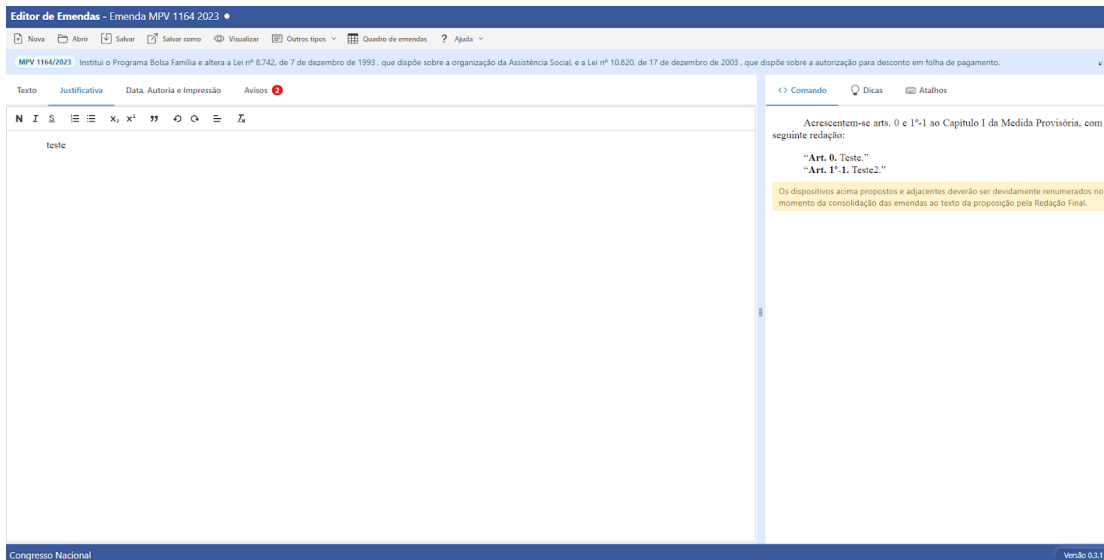 Editor de Emendas - Emenda MPV 1164 2023
Nova Abrir Salvar Salvar como Visualizar Outros tipos Quadro de emendas ? Ajuda
MPV 1164/2023 Institui o Programa Bolsa Família e altera a Lei nº 8.742, de 7 de dezembro de 1993 , que dispõe sobre a organização da Assistência Social, e a Lei nº 10.820, de 17 de dezembro de 2003 , que dispõe sobre a autorização para desconto em folha de pagamento.
Texto Justificativa Data, Autoria e Impressão Avisos 2
N I S X₂ X² Tx
teste
<> Comando Dicas Atalhos
Acrescentem-se arts. 0 e 1º-1 ao Capítulo I da Medida Provisória, com
seguinte redação:
“Art. 0. Teste.”
“Art. 1º-1. Teste2.”
Os dispositivos acima propostos e adjacentes deverão ser devidamente renumerados no
momento da consolidação das emendas ao texto da proposição pela Redação Final.
Congresso Nacional
Versão 0.3.1